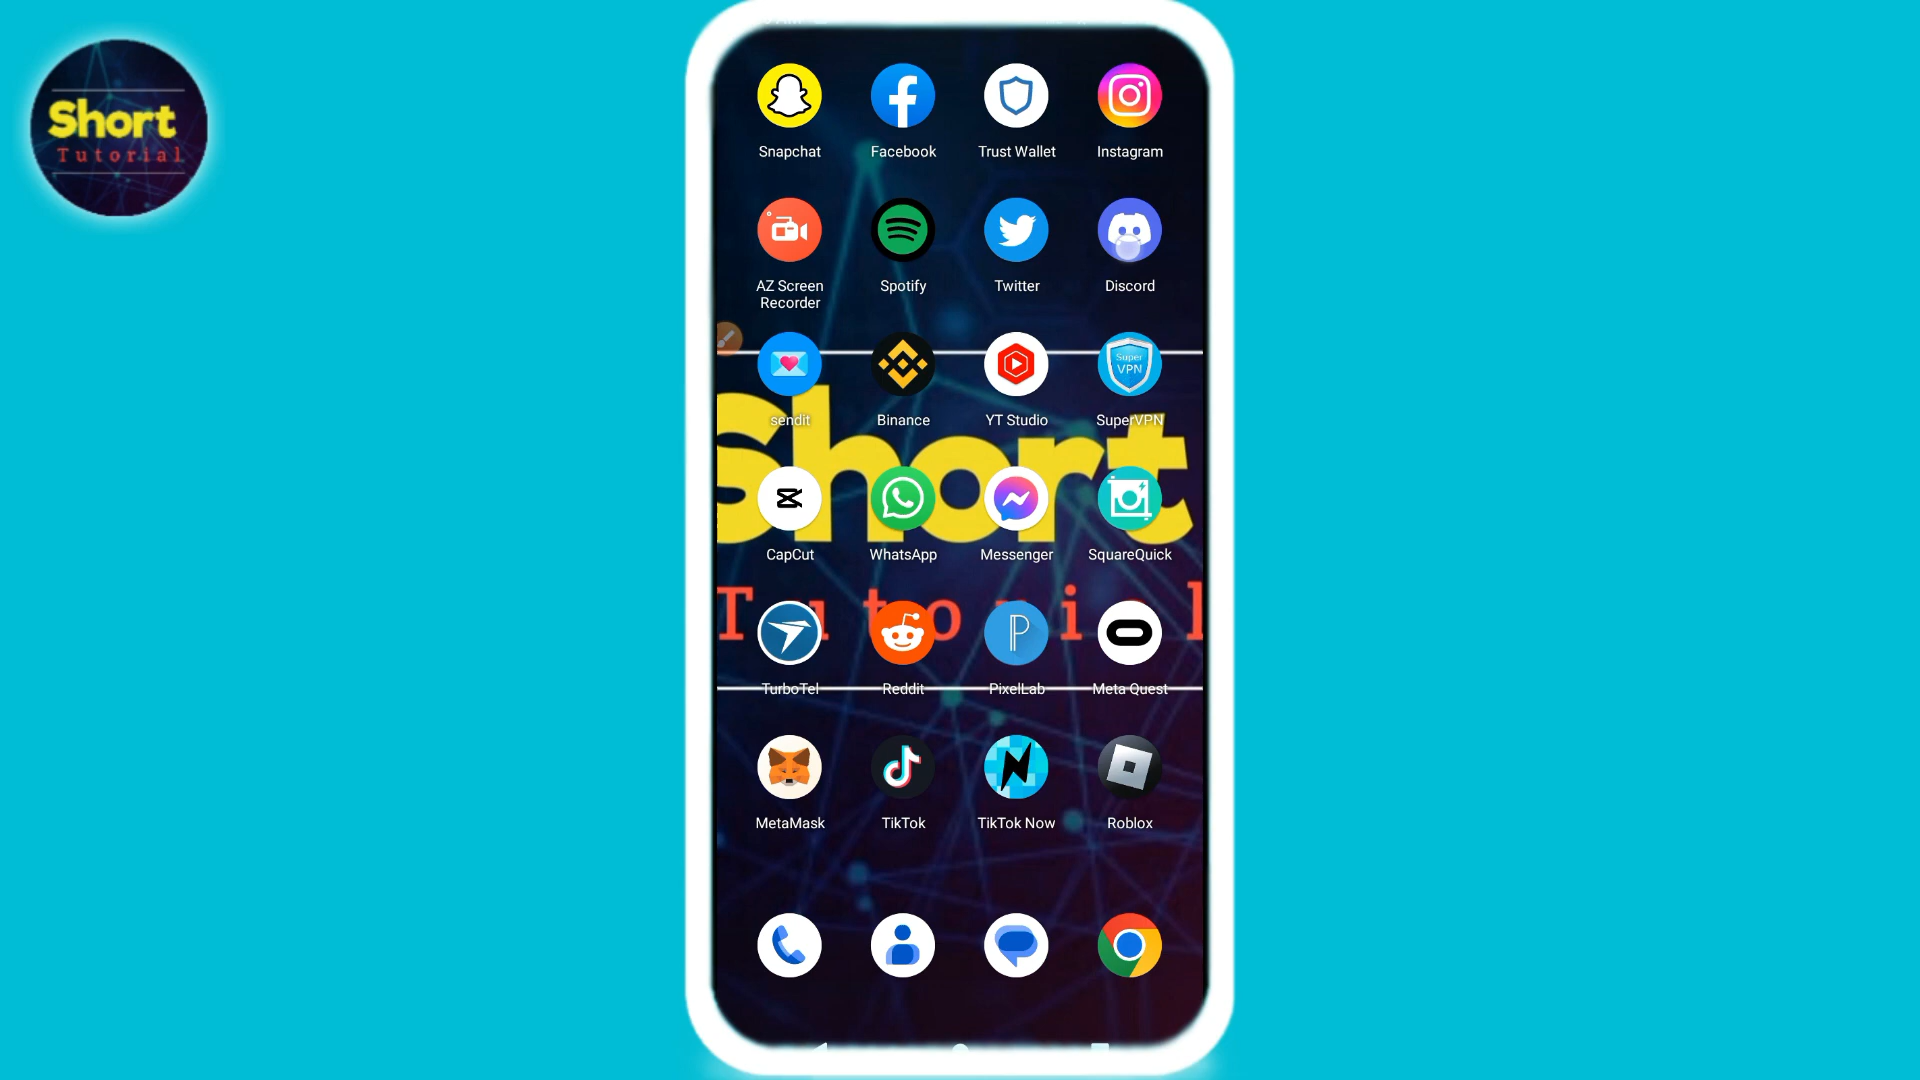 Short
Tutorial
Snapchat
Facebook
Trust Wallet
Instagram
AZ Screen
Recorder
Spotify
Twitter
Discord
sendit
Binance
YT Studio
Super
VPN
SuperVPN
Short
CapCut
WhatsApp
Messenger
SquareQuick
Tutorial
TurboTel
Reddit
PixelLab
Meta Quest
MetaMask
TikTok
TikTok Now
Roblox